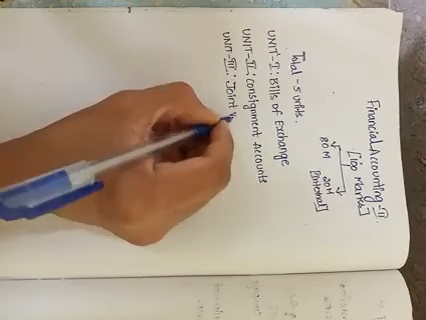 Financial Accounting-II.
[100 Marks]
80M 20M
[Internal]
Total - 5 units.
UNIT-I: Bills of Exchange
UNIT-II: Consignment Accounts
UNIT-III: Joint